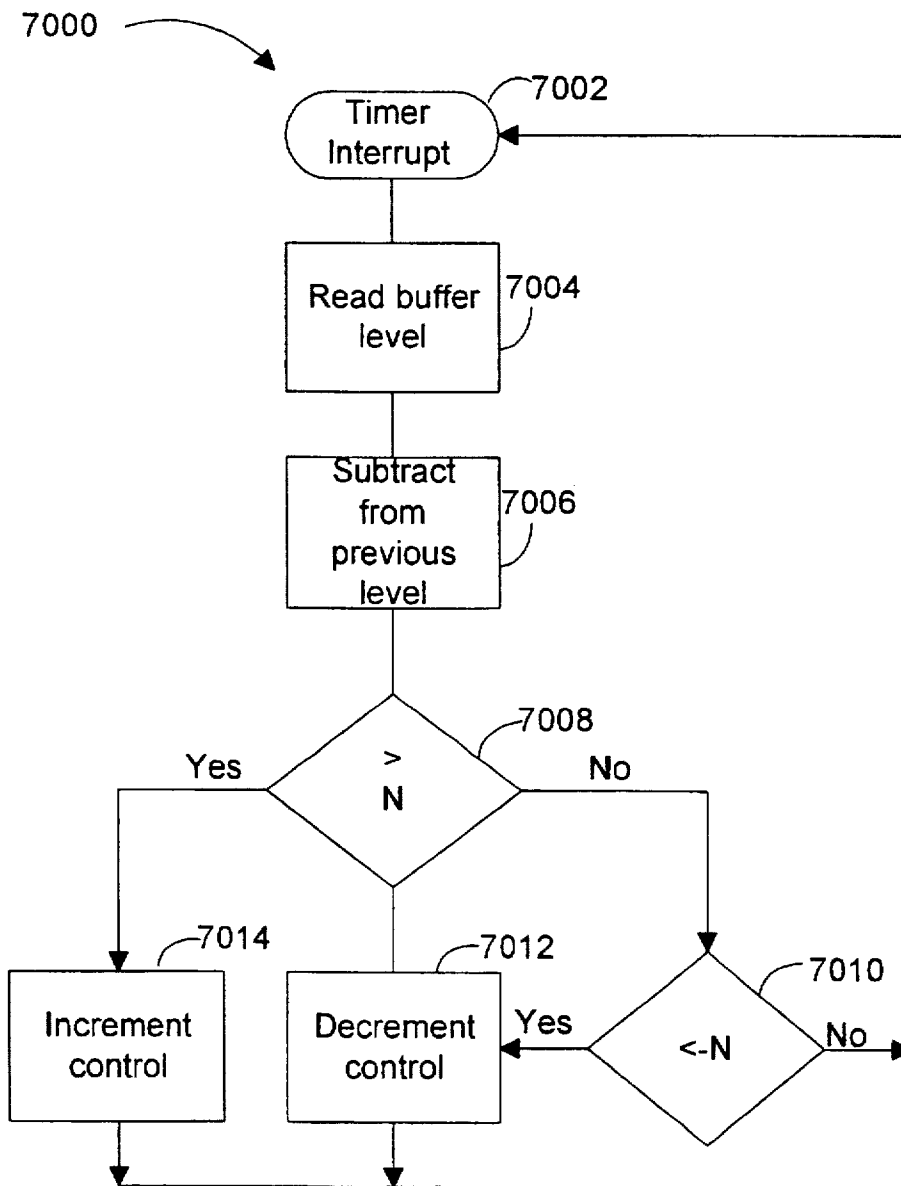 7000
7002
Timer
Interrupt
7004
Read buffer
level
7006
Subtract
from
previous
level
7008
>
N
Yes
No
7014
Increment
control
7012
Decrement
control
7010
<-N
Yes
No